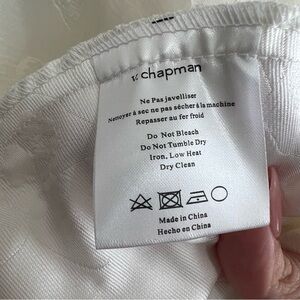 chapman
Ne Pas javelliser
Nettoyer à sec ne pas sécher à la machine
Repasser au fer froid
Do Not Bleach
Do Not Tumble Dry
Iron, Low Heat
Dry Clean
Made in China
Hecho en China